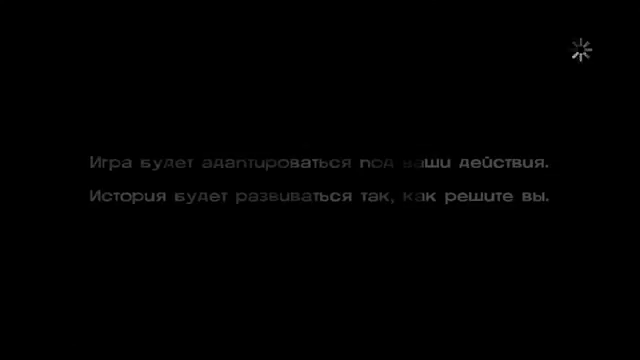 Игра будет адаптироваться под ваши действия.
История будет развиваться так, как решите вы.